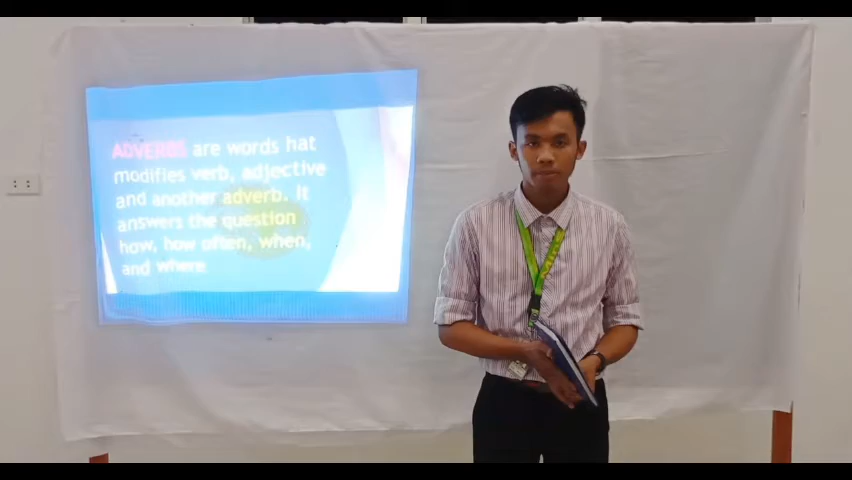 ADVERBS are words hat
modifies verb, adjective
and another adverb. It
answers the question
how, how often, when,
and where